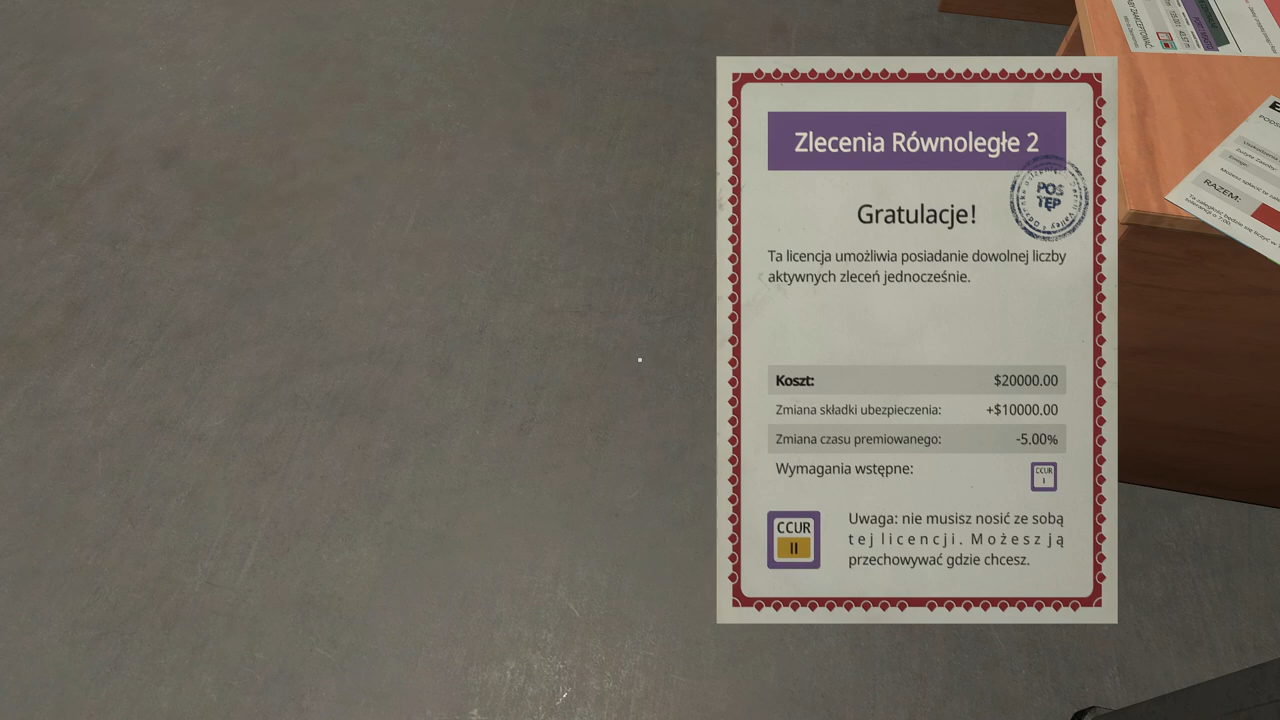 Zlecenia Równoległe 2
POS
TĘP
Gratulacje!
Ta licencja umożliwia posiadanie dowolnej liczby
aktywnych zleceń jednocześnie.
Koszt: $20000.00
Zmiana składki ubezpieczenia: +$10000.00
Zmiana czasu premiowanego: -5.00%
Wymagania wstępne: CCUR I
CCUR
II
Uwaga: nie musisz nosić ze sobą
tej licencji. Możesz ją
przechowywać gdzie chcesz.
RAZEM: